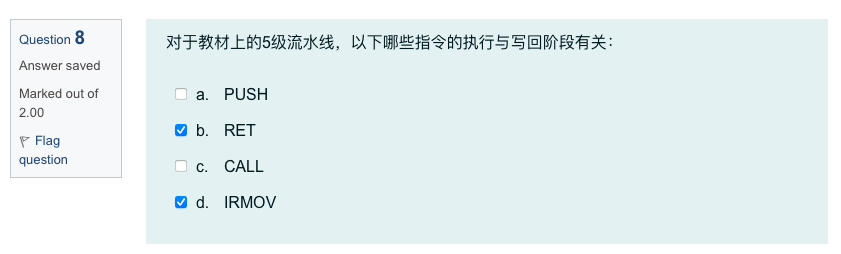 Question 8
Answer saved
Marked out of
2.00
Flag
question
对于教材上的5级流水线，以下哪些指令的执行与写回阶段有关：
a. PUSH
b. RET
c. CALL
d. IRMOV